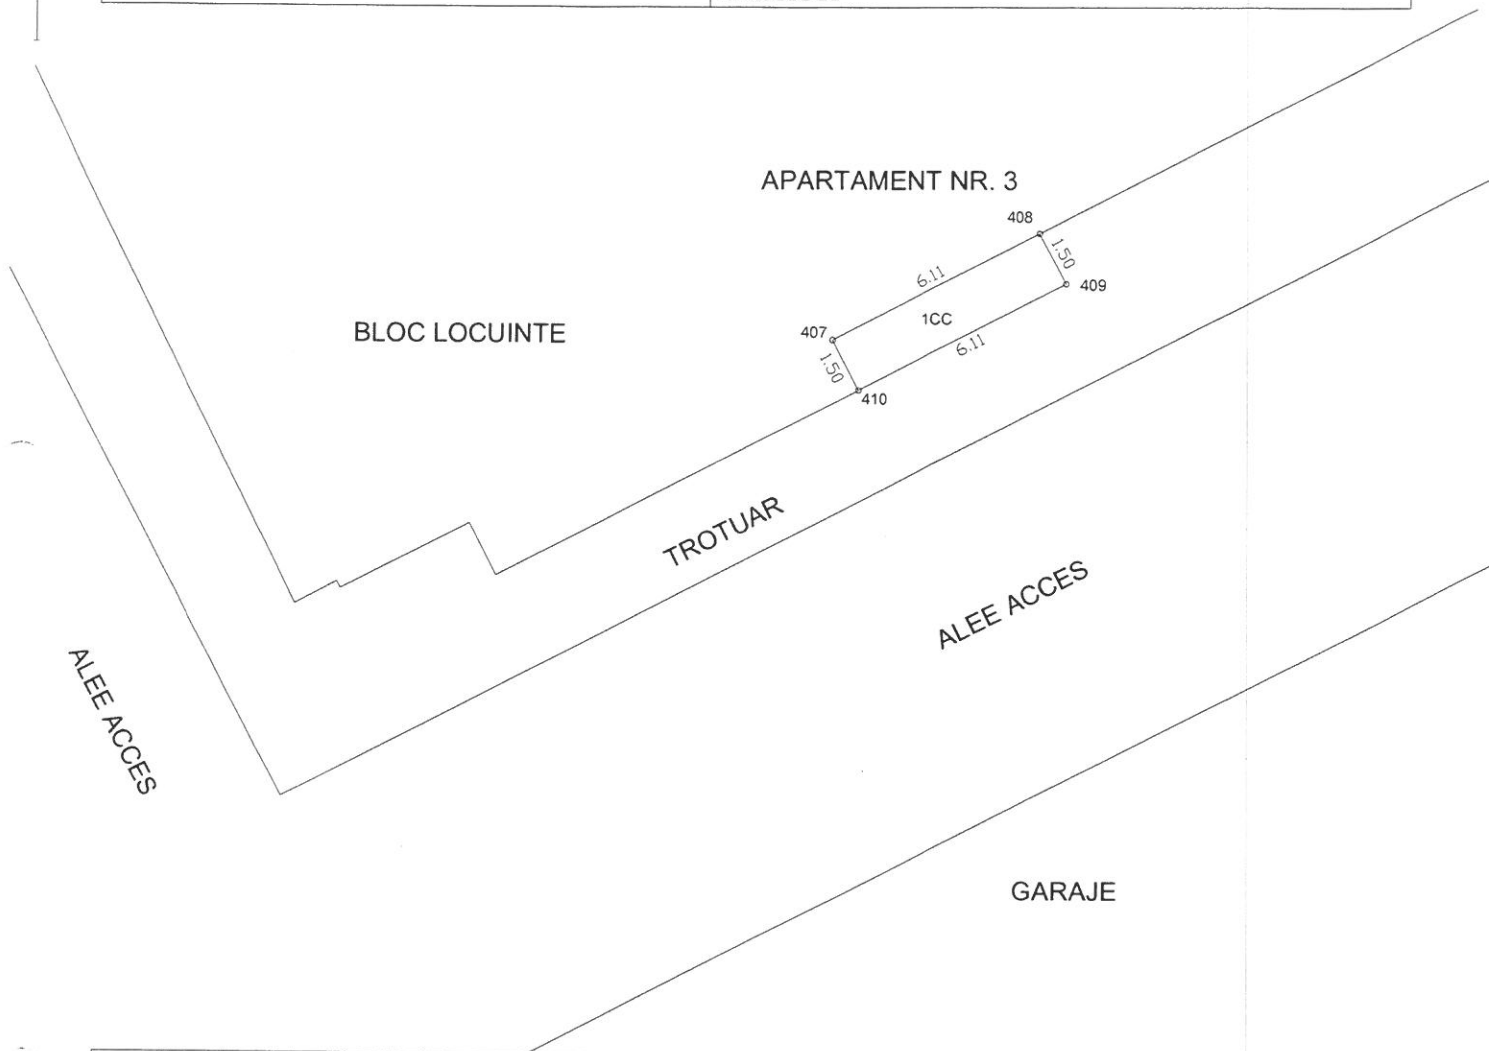 APARTAMENT NR. 3
408
1.50
6.11
409
1CC
407
BLOC LOCUINTE
6.11
1.50
410
TROTUAR
ALEE ACCES
ALEE ACCES
GARAJE